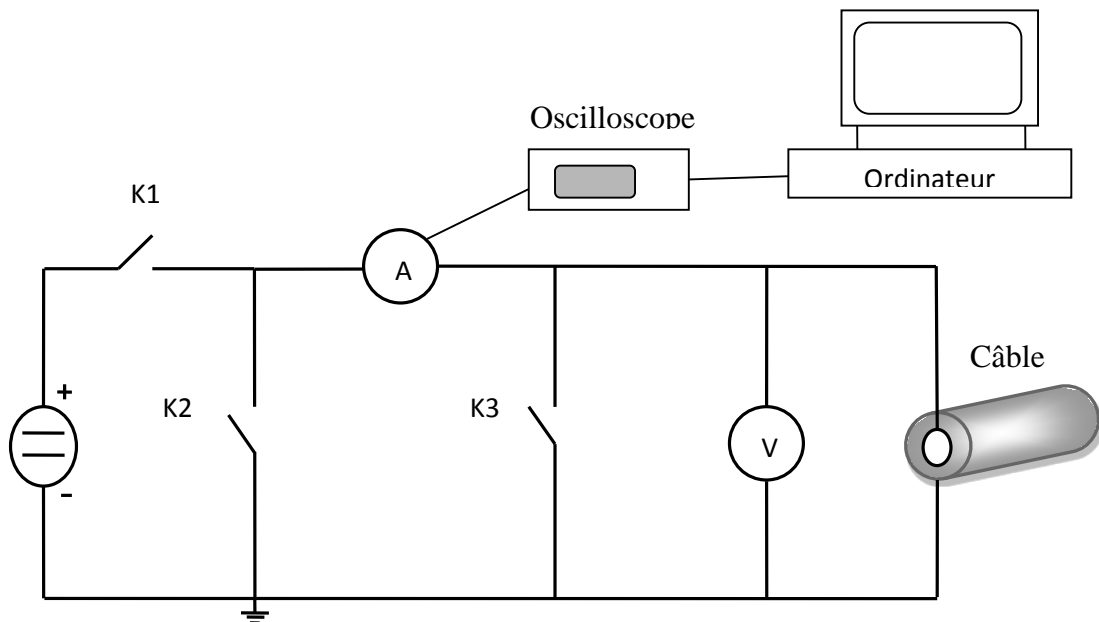 Oscilloscope
Ordinateur
K1
A
Câble
+
K2
K3
V
-